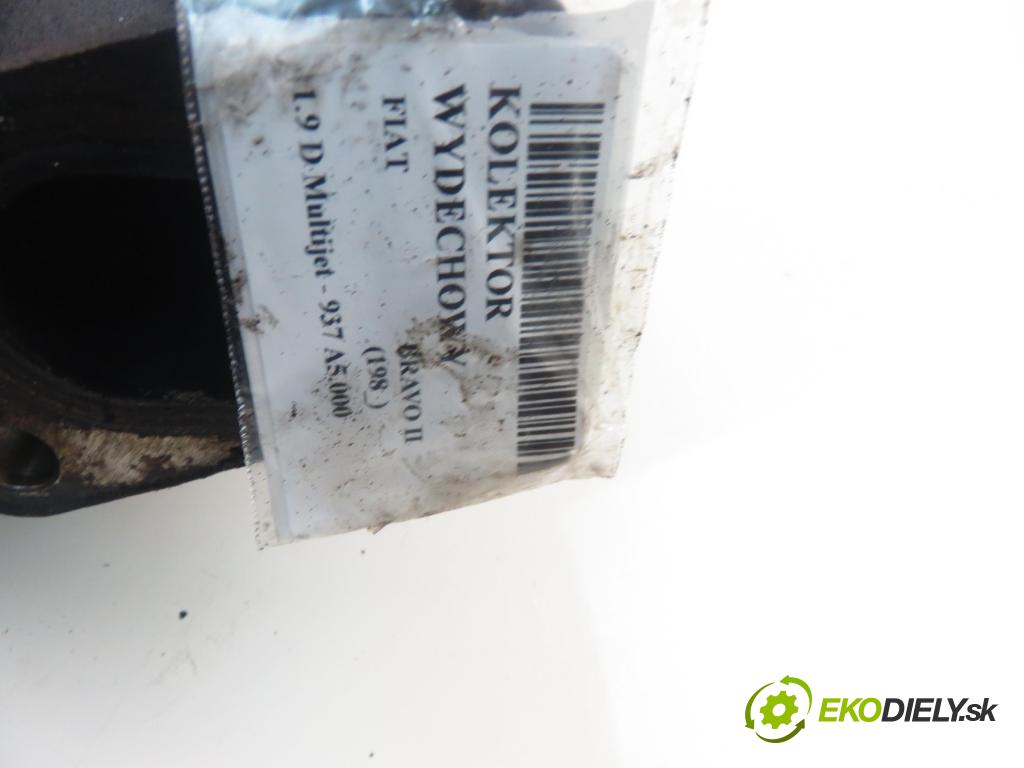 KOLEKTOR
WYDECHOWY
FIAT BRAVO II
(198_)
1.9 D Multijet - 937 A5.000
EKODIELY.sk